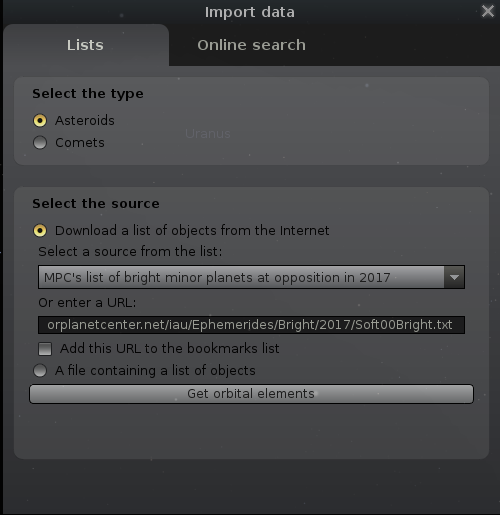 Import data
Lists
Online search
Select the type
Asteroids
Uranus
Comets
Select the source
Download a list of objects from the Internet
Select a source from the list:
MPC's list of bright minor planets at opposition in 2017
Or enter a URL:
orplanetcenter.net/iau/Ephemerides/Bright/2017/Soft00Bright.txt
Add this URL to the bookmarks list
A file containing a list of objects
Get orbital elements